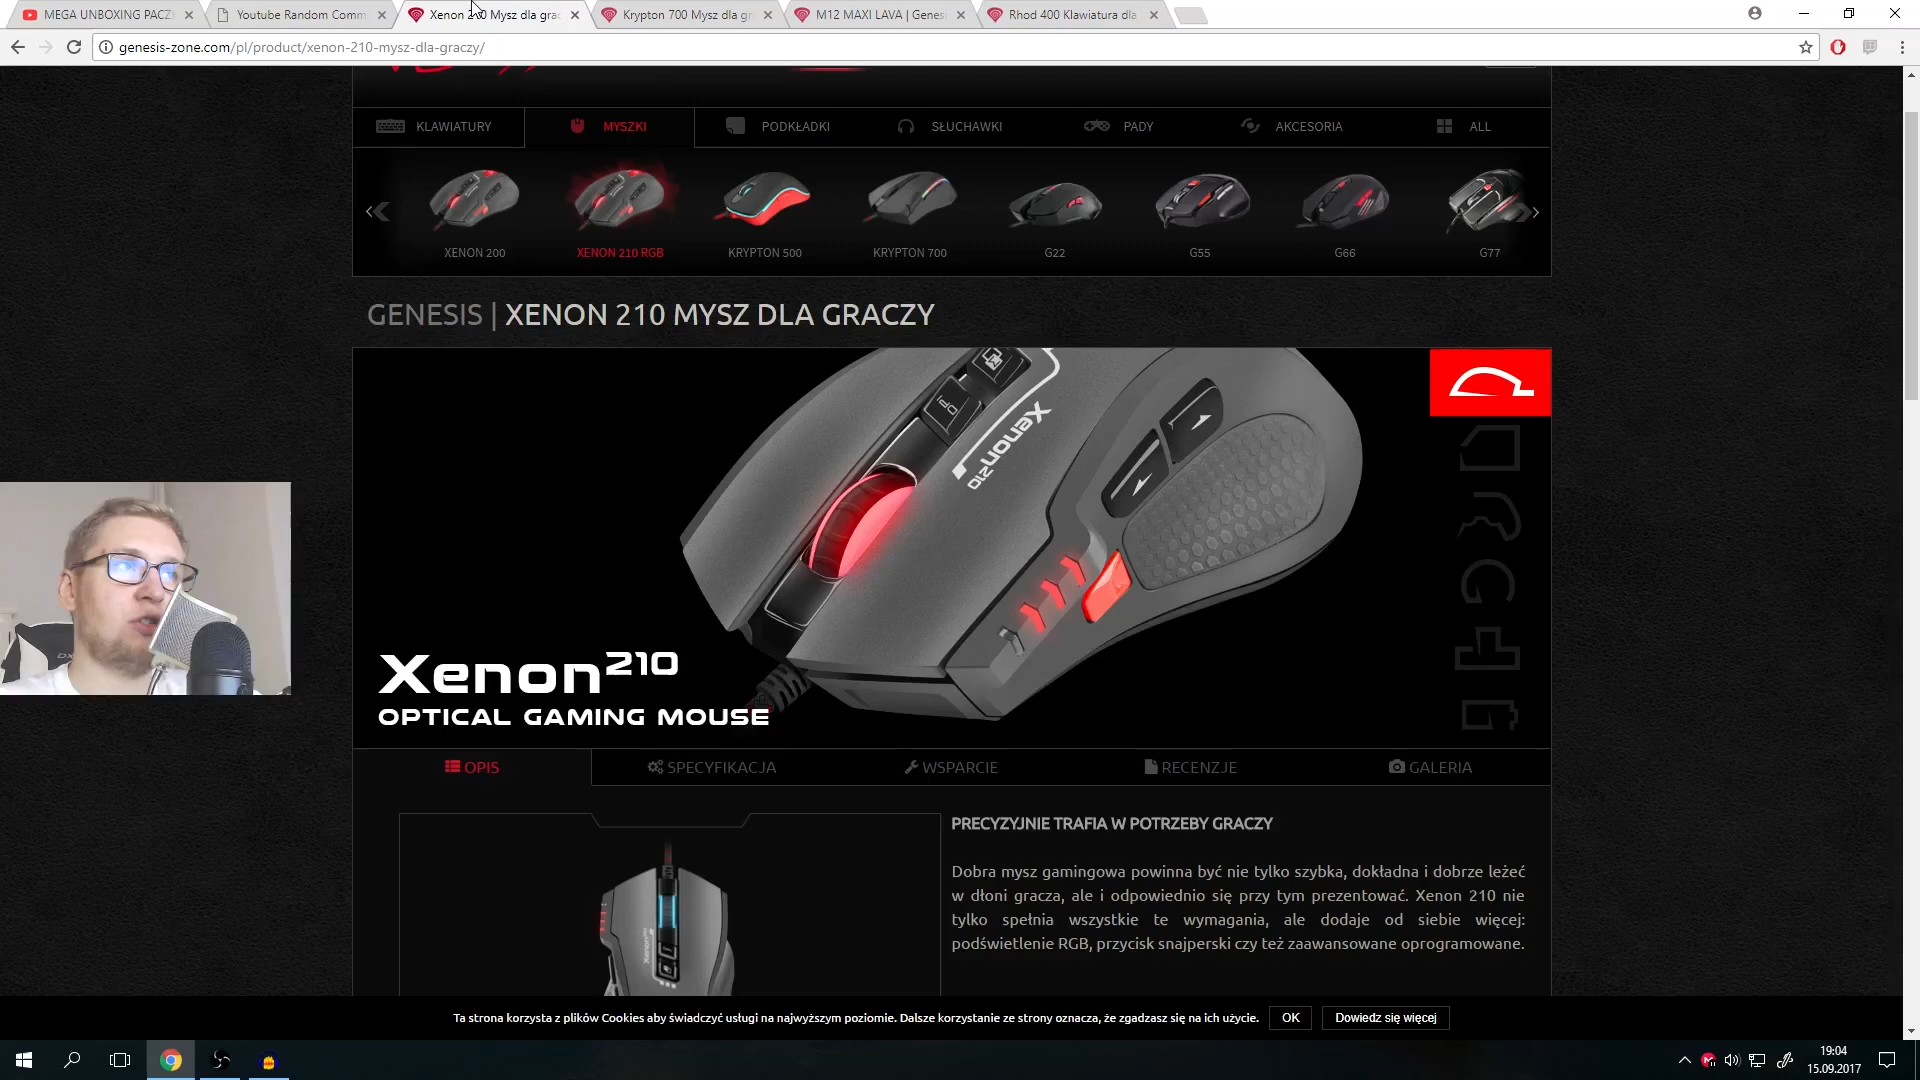 MEGA UNBOXING PACZ
Youtube Random Comm
Xenon 210 Mysz dla grac
Krypton 700 Mysz dla gr
M12 MAXI LAVA | Genes
Rhod 400 Klawiatura dla
genesis-zone.com/pl/product/xenon-210-mysz-dla-graczy/
KLAWIATURY
MYSZKI
PODKŁADKI
SŁUCHAWKI
PADY
AKCESORIA
ALL
XENON 200
XENON 210 RGB
KRYPTON 500
KRYPTON 700
G22
G55
G66
G77
GENESIS | XENON 210 MYSZ DLA GRACZY
Xenon210
Xenon210
OPTICAL GAMING MOUSE
OPIS
SPECYFIKACJA
WSPARCIE
RECENZJE
GALERIA
PRECYZYJNIE TRAFIA W POTRZEBY GRACZY
Dobra mysz gamingowa powinna być nie tylko szybka, dokładna i dobrze leżeć
w dłoni gracza, ale i odpowiednio się przy tym prezentować. Xenon 210 nie
tylko spełnia wszystkie te wymagania, ale dodaje od siebie więcej:
podświetlenie RGB, przycisk snajperski czy też zaawansowane oprogramowane.
Ta strona korzysta z plików Cookies aby świadczyć usługi na najwyższym poziomie. Dalsze korzystanie ze strony oznacza, że zgadzasz się na ich użycie.
OK
Dowiedz się więcej
19:04
15.09.2017